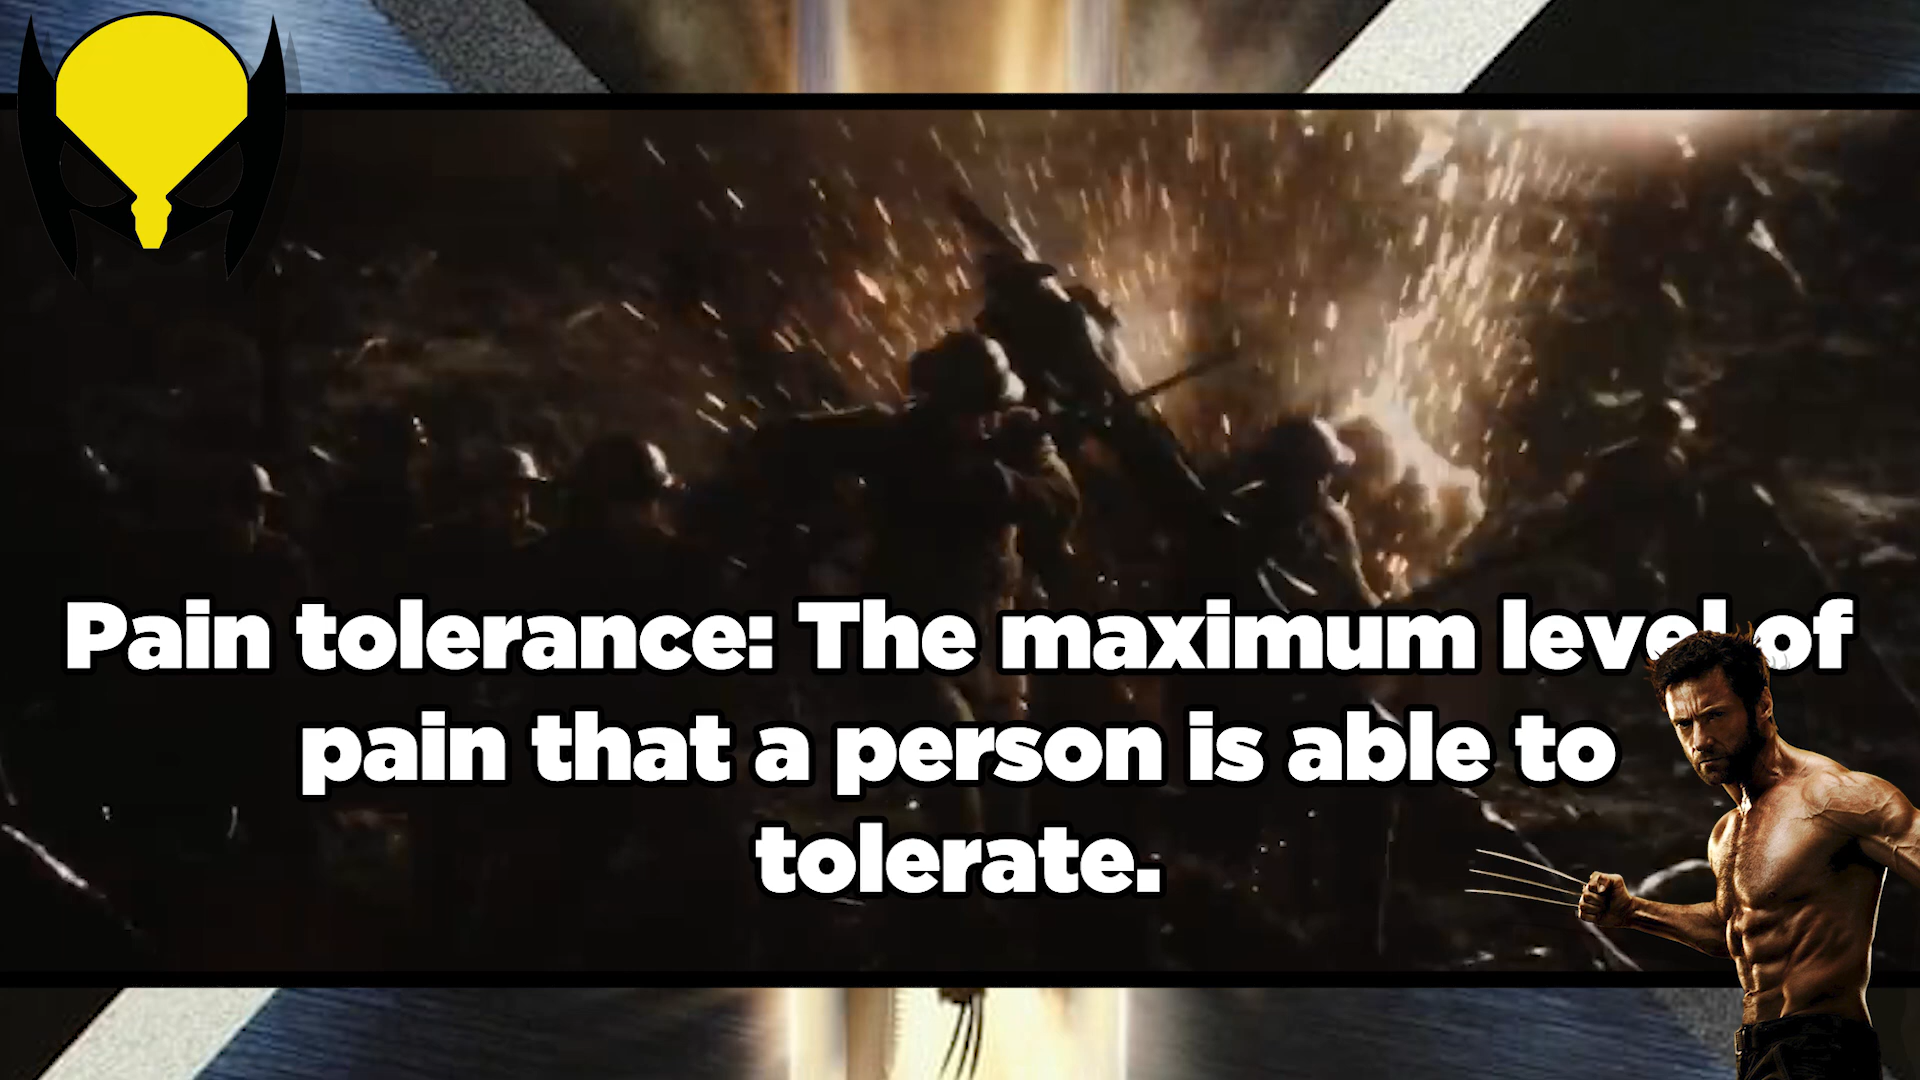 Pain tolerance: The maximum level of
pain that a person is able to
tolerate.